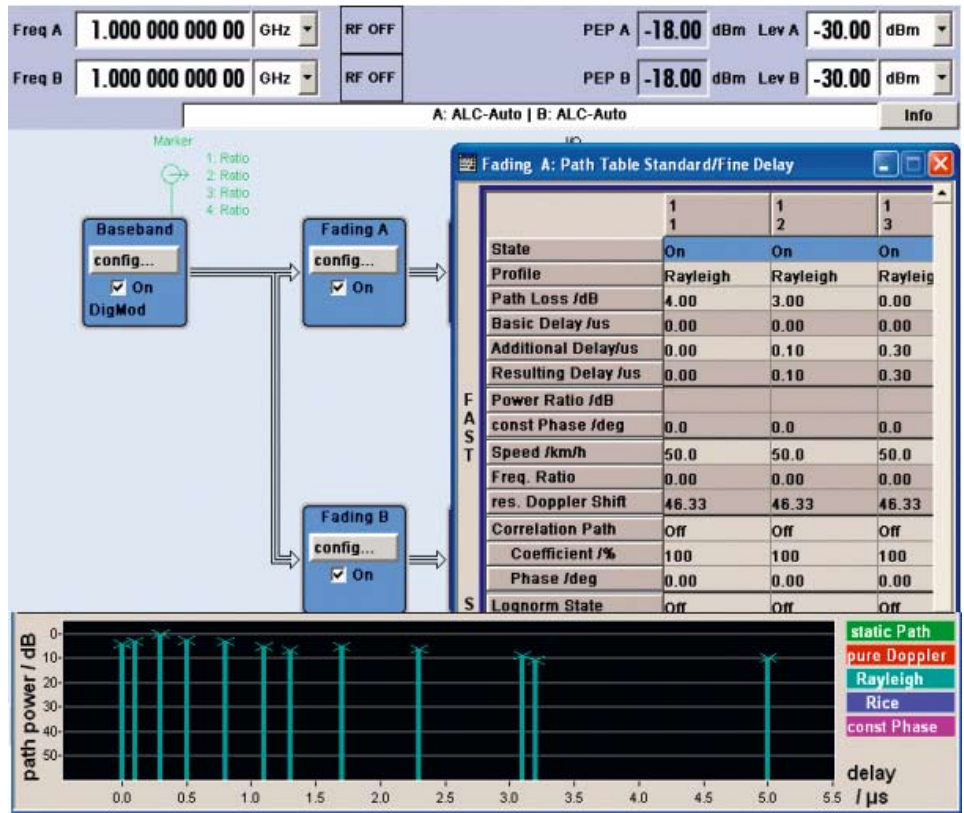 Freq A 1.000 000 000 00 GHz RF OFF PEP A -18.00 dBm Lev A -30.00 dBm
Freq B 1.000 000 000 00 GHz RF OFF PEP B -18.00 dBm Lev B -30.00 dBm
A: ALC-Auto | B: ALC-Auto Info
Marker
1: Ratio
2: Ratio
3: Ratio
4: Ratio
Baseband
config...
On
DigMod
Fading A
config...
On
Fading B
config...
On
Fading A: Path Table Standard/Fine Delay
1 1 1
1 2 3
State On On On
Profile Rayleigh Rayleigh Rayleig
Path Loss /dB 4.00 3.00 0.00
Basic Delay /us 0.00 0.00 0.00
Additional Delay/us 0.00 0.10 0.30
Resulting Delay /us 0.00 0.10 0.30
Power Ratio /dB
const Phase /deg 0.0 0.0 0.0
Speed /km/h 50.0 50.0 50.0
Freq. Ratio 0.00 0.00 0.00
res. Doppler Shift 46.33 46.33 46.33
Correlation Path Off Off Off
Coefficient /% 100 100 100
Phase /deg 0.00 0.00 0.00
Lognorm State Off Off Off
FAST
S
path power / dB
0-
10-
20-
30-
40-
50-
0.0 0.5 1.0 1.5 2.0 2.5 3.0 3.5 4.0 4.5 5.0 5.5
delay
/ µs
static Path
pure Doppler
Rayleigh
Rice
const Phase